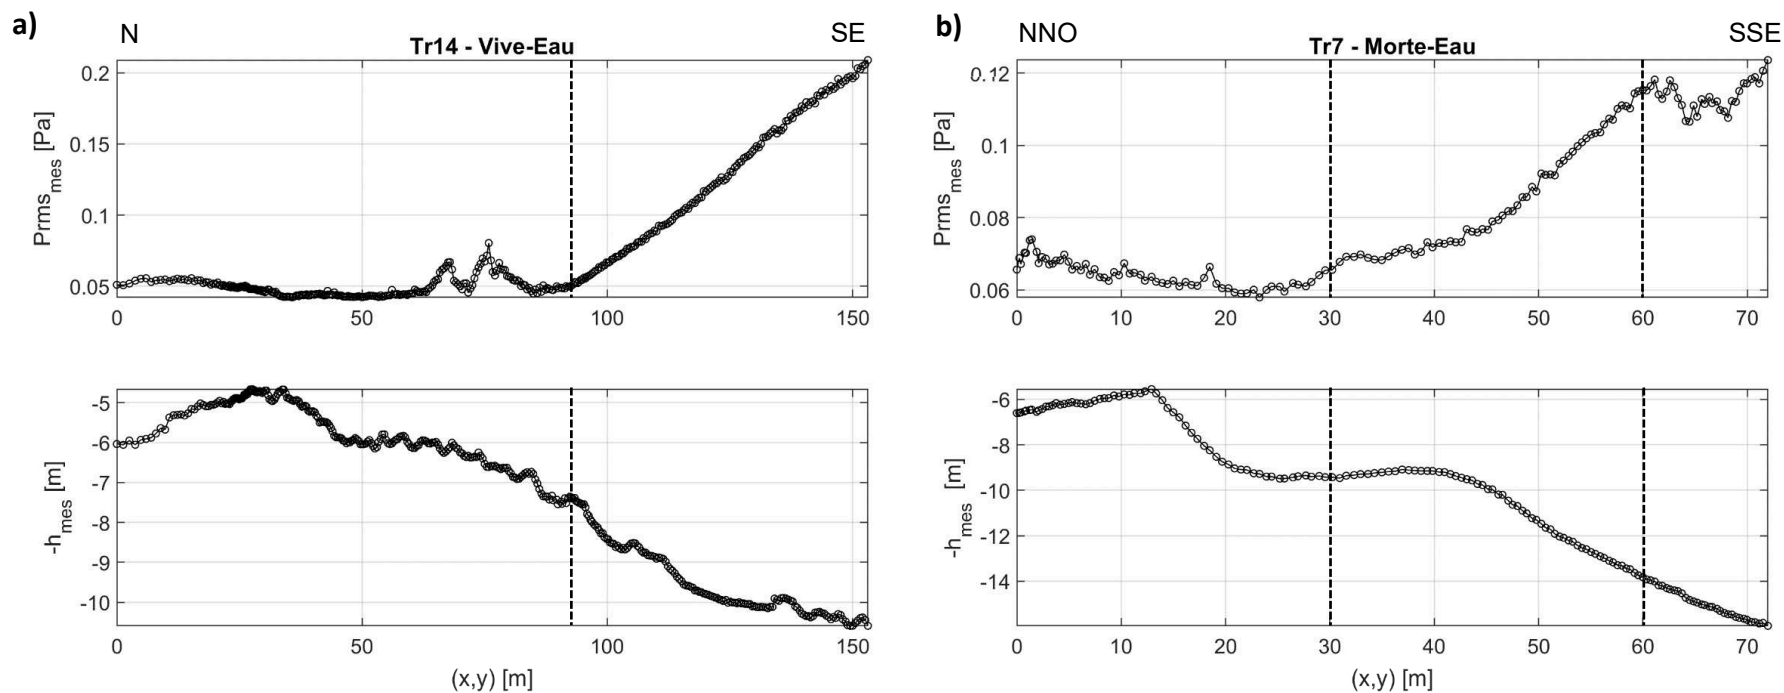 a)
N
SE
Tr14 - Vive-Eau
Prms_mes [Pa]
0.2
0.15
0.1
0.05
0 50 100 150
-h_mes [m]
-5
-6
-7
-8
-9
-10
0 50 100 150
(x,y) [m]
b)
NNO
SSE
Tr7 - Morte-Eau
Prms_mes [Pa]
0.12
0.1
0.08
0.06
0 10 20 30 40 50 60 70
-h_mes [m]
-6
-8
-10
-12
-14
0 10 20 30 40 50 60 70
(x,y) [m]